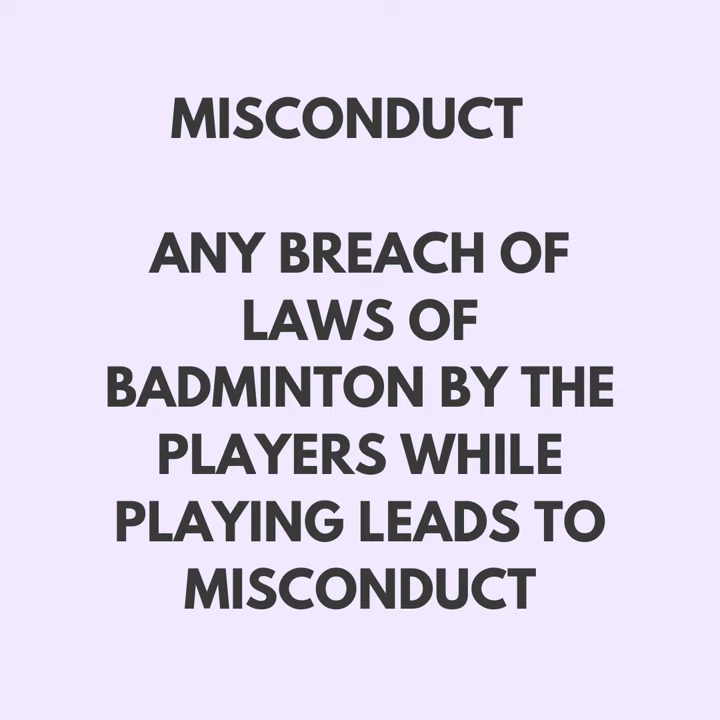 MISCONDUCT
ANY BREACH OF
LAWS OF
BADMINTON BY THE
PLAYERS WHILE
PLAYING LEADS TO
MISCONDUCT